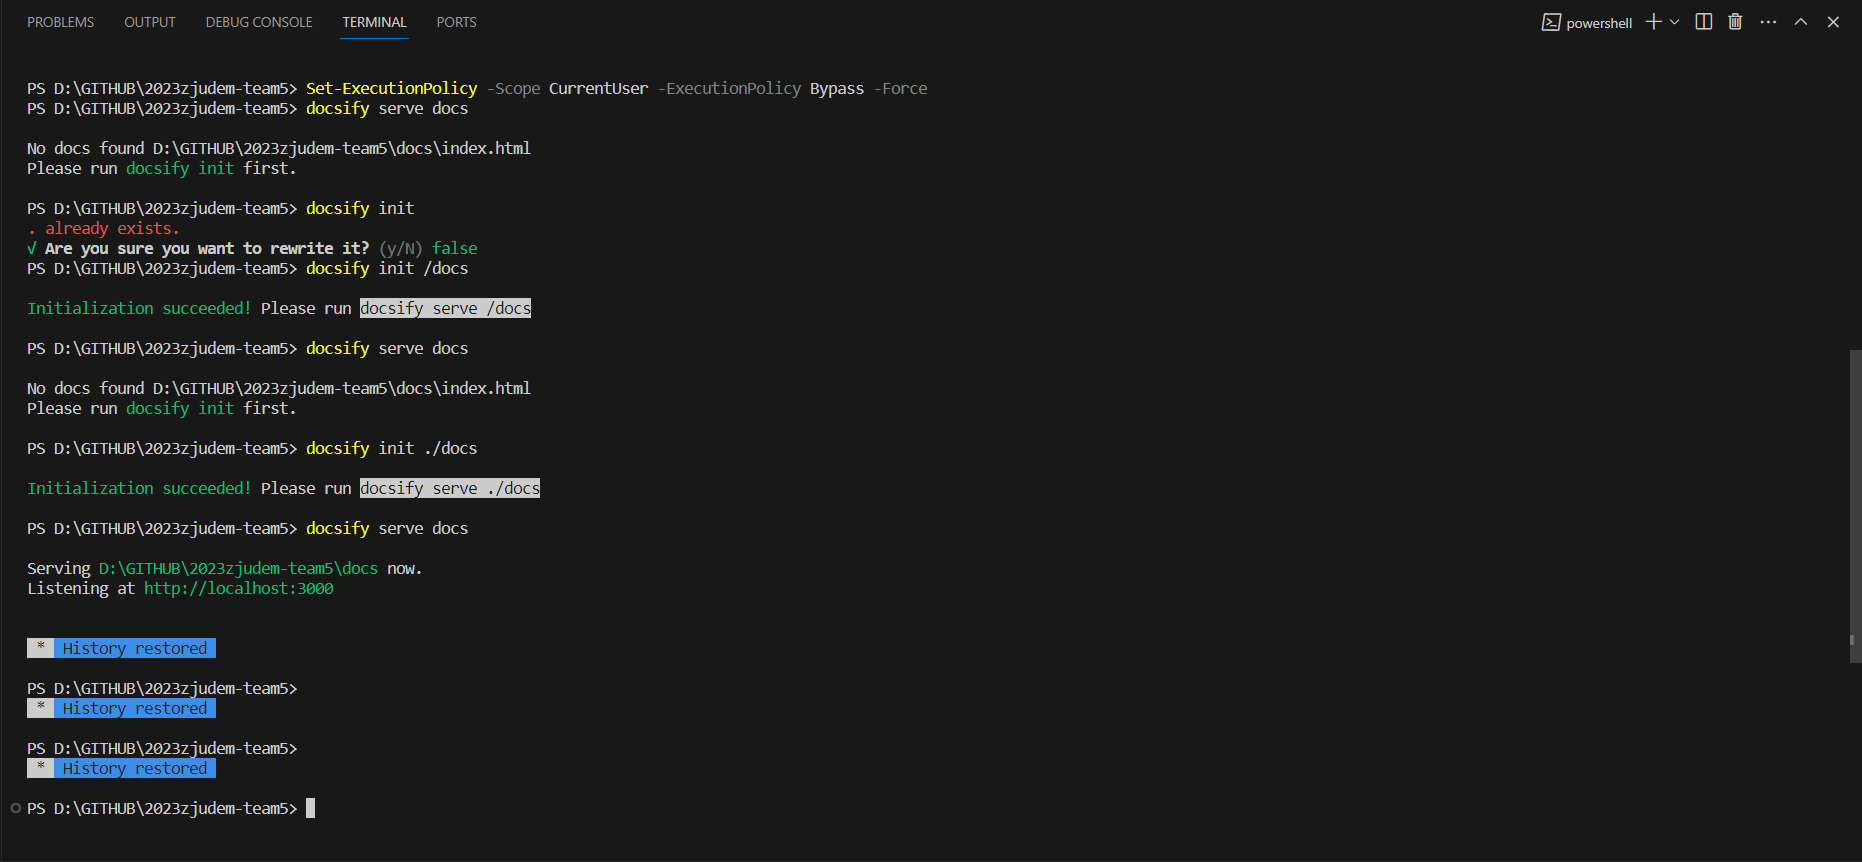 PROBLEMS OUTPUT DEBUG CONSOLE TERMINAL PORTS powershell
PS D:\GITHUB\2023zjudem-team5> Set-ExecutionPolicy -Scope CurrentUser -ExecutionPolicy Bypass -Force
PS D:\GITHUB\2023zjudem-team5> docsify serve docs
No docs found D:\GITHUB\2023zjudem-team5\docs\index.html
Please run docsify init first.
PS D:\GITHUB\2023zjudem-team5> docsify init
. already exists.
√ Are you sure you want to rewrite it? (y/N) false
PS D:\GITHUB\2023zjudem-team5> docsify init /docs
Initialization succeeded! Please run docsify serve /docs
PS D:\GITHUB\2023zjudem-team5> docsify serve docs
No docs found D:\GITHUB\2023zjudem-team5\docs\index.html
Please run docsify init first.
PS D:\GITHUB\2023zjudem-team5> docsify init ./docs
Initialization succeeded! Please run docsify serve ./docs
PS D:\GITHUB\2023zjudem-team5> docsify serve docs
Serving D:\GITHUB\2023zjudem-team5\docs now.
Listening at http://localhost:3000
* History restored
PS D:\GITHUB\2023zjudem-team5>
* History restored
PS D:\GITHUB\2023zjudem-team5>
* History restored
PS D:\GITHUB\2023zjudem-team5>